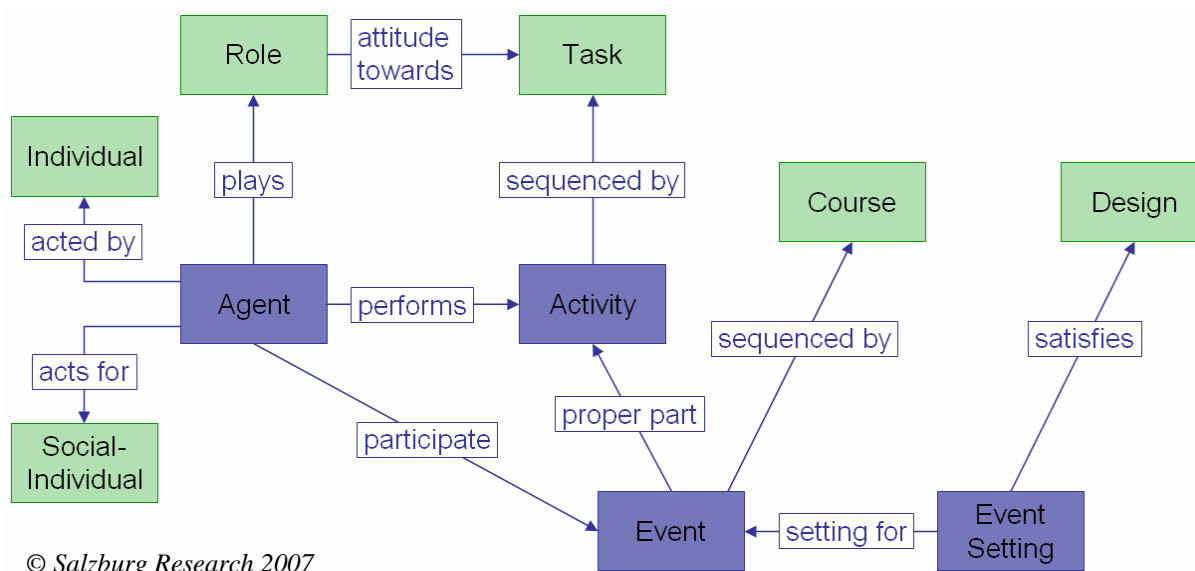 Role
attitude
towards
Task
Individual
plays
sequenced by
Course
Design
acted by
Agent
performs
Activity
sequenced by
satisfies
acts for
proper part
participate
Social-
Individual
Event
setting for
Event
Setting
© Salzburg Research 2007